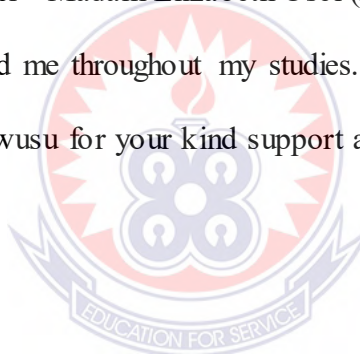 d me throughout my studies.
wusu for your kind support a
EDUCATION FOR SERVICE